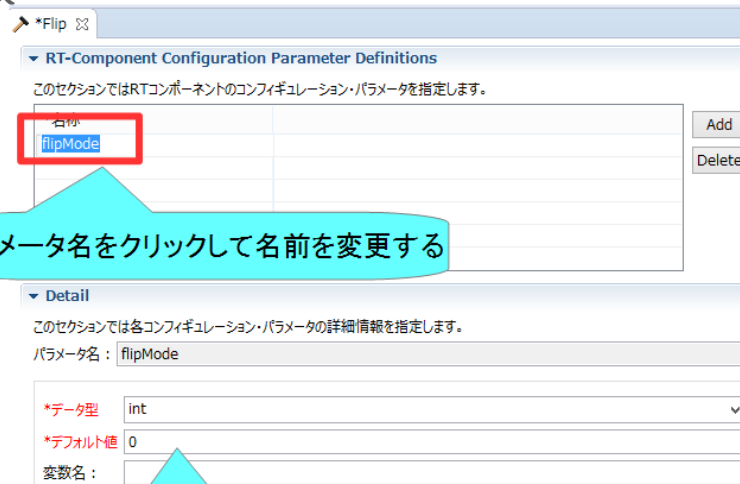 *Flip
RT-Component Configuration Parameter Definitions
このセクションではRTコンポーネントのコンフィギュレーション・パラメータを指定します。
名称
Add
flipMode
Delete
メータ名をクリックして名前を変更する
Detail
このセクションでは各コンフィギュレーション・パラメータの詳細情報を指定します。
パラメータ名： flipMode
*データ型 int
*デフォルト値 0
変数名：